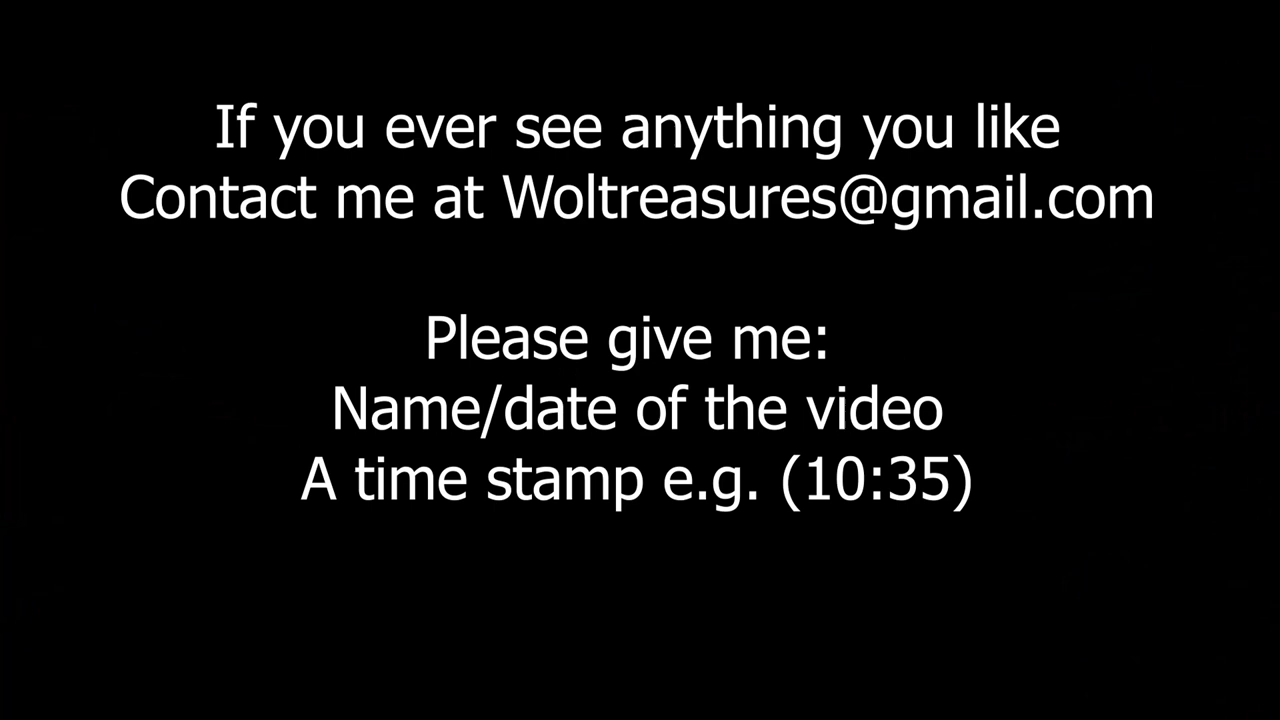 If you ever see anything you like
Contact me at Woltreasures@gmail.com
Please give me:
Name/date of the video
A time stamp e.g. (10:35)